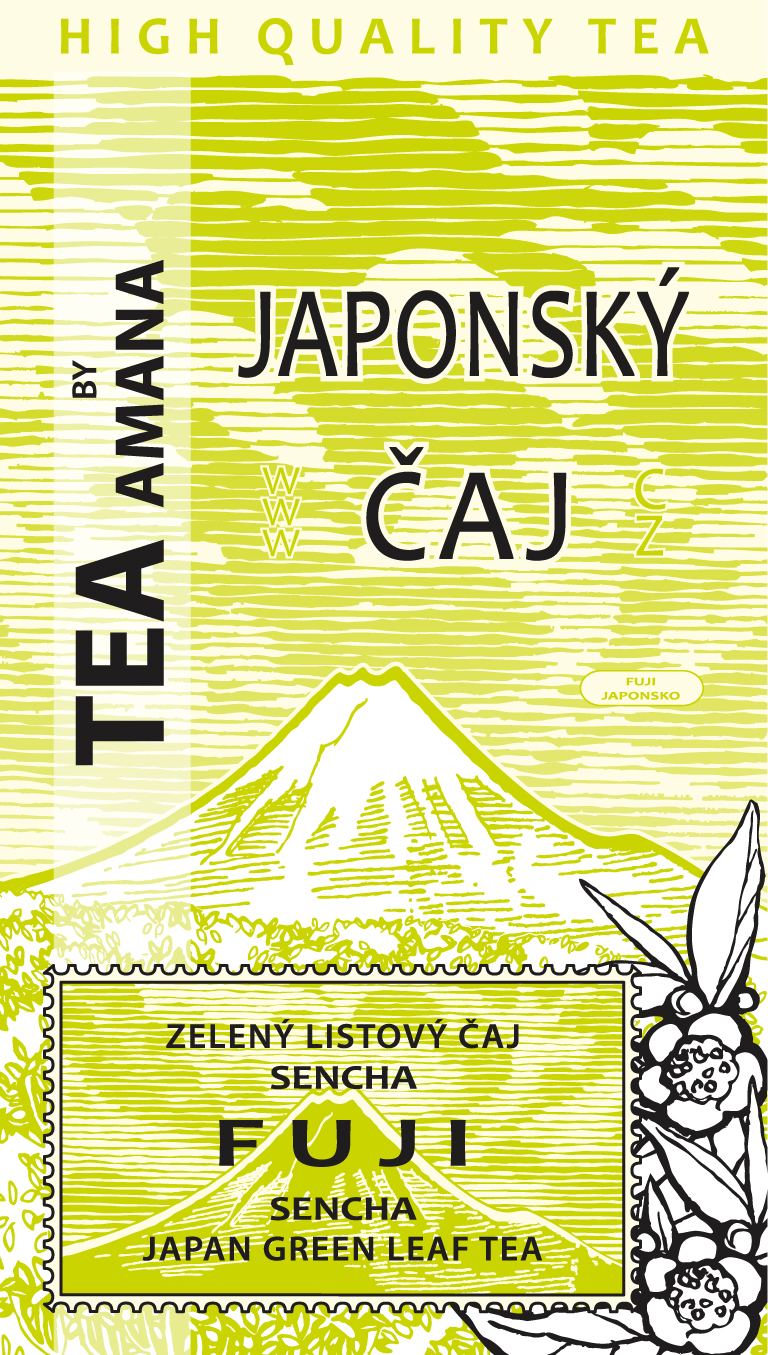 HIGH QUALITY TEA
TEA BY AMANA
JAPONSKÝ
WWW ČAJ CZ
FUJI
JAPONSKO
ZELENÝ LISTOVÝ ČAJ
SENCHA
FUJI
SENCHA
JAPAN GREEN LEAF TEA